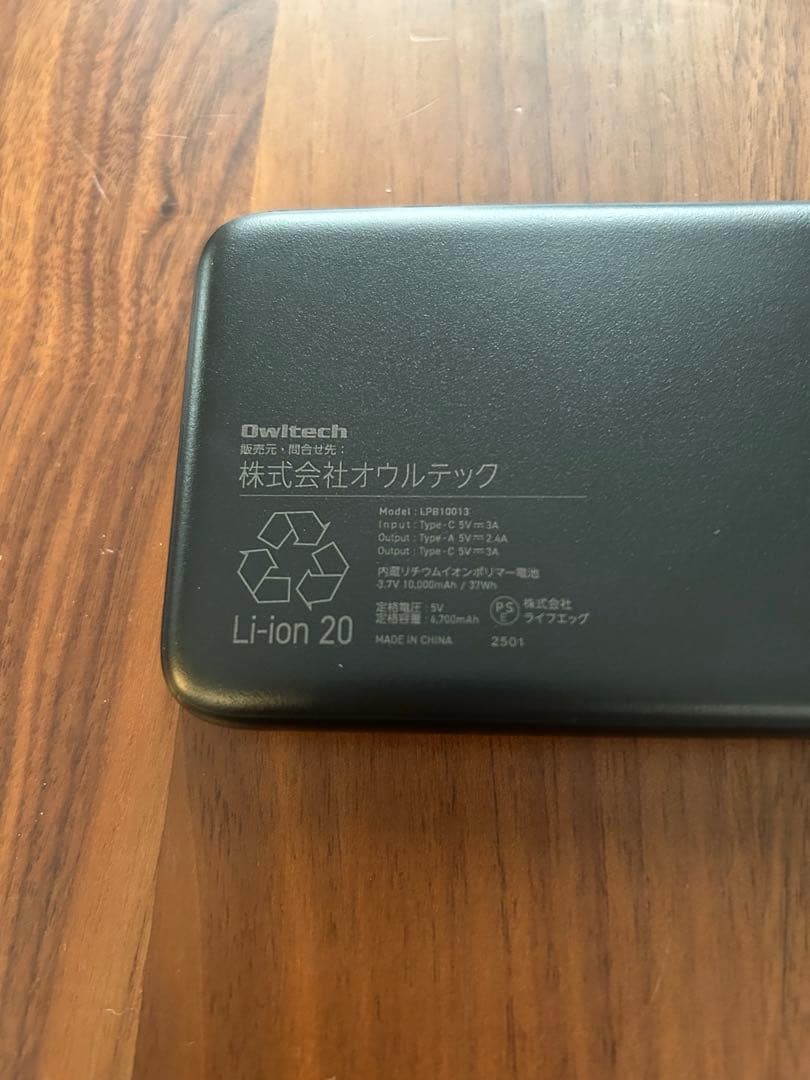 Owltech
販売元・問合せ先：
株式会社オウルテック
Model : LPB10013
Input : Type-C 5V⎓3A
Output : Type-A 5V⎓2.4A
Output : Type-C 5V⎓3A
内蔵リチウムイオンポリマー電池
3.7V 10,000mAh / 37Wh
定格電圧 : 5V
定格容量 : 6,700mAh
PS
E
株式会社
ライフエッグ
Li-ion 20
MADE IN CHINA
2501